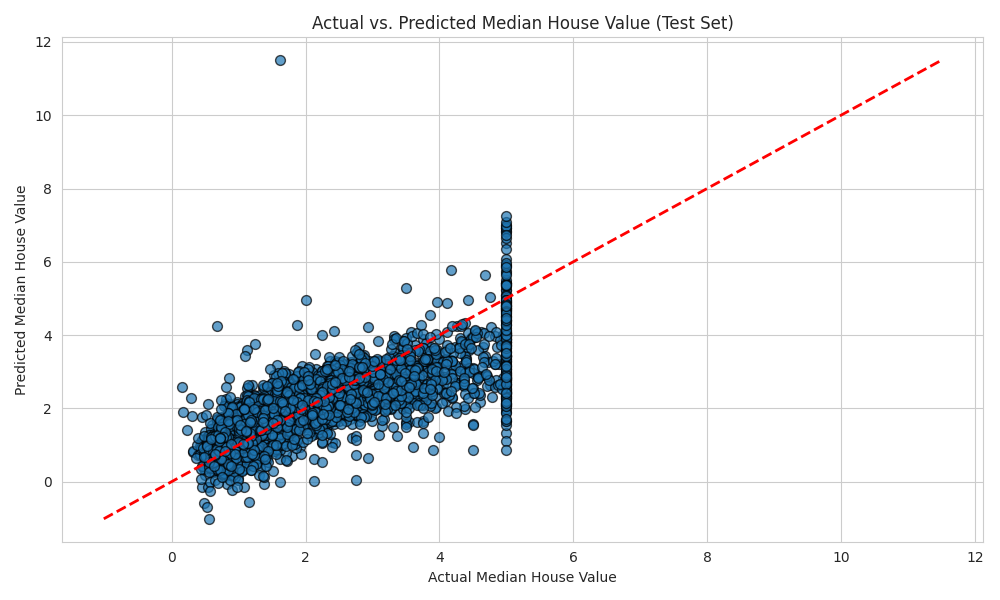 Actual vs. Predicted Median House Value (Test Set)
Predicted Median House Value
12
10
8
6
4
2
0
0 2 4 6 8 10 12
Actual Median House Value